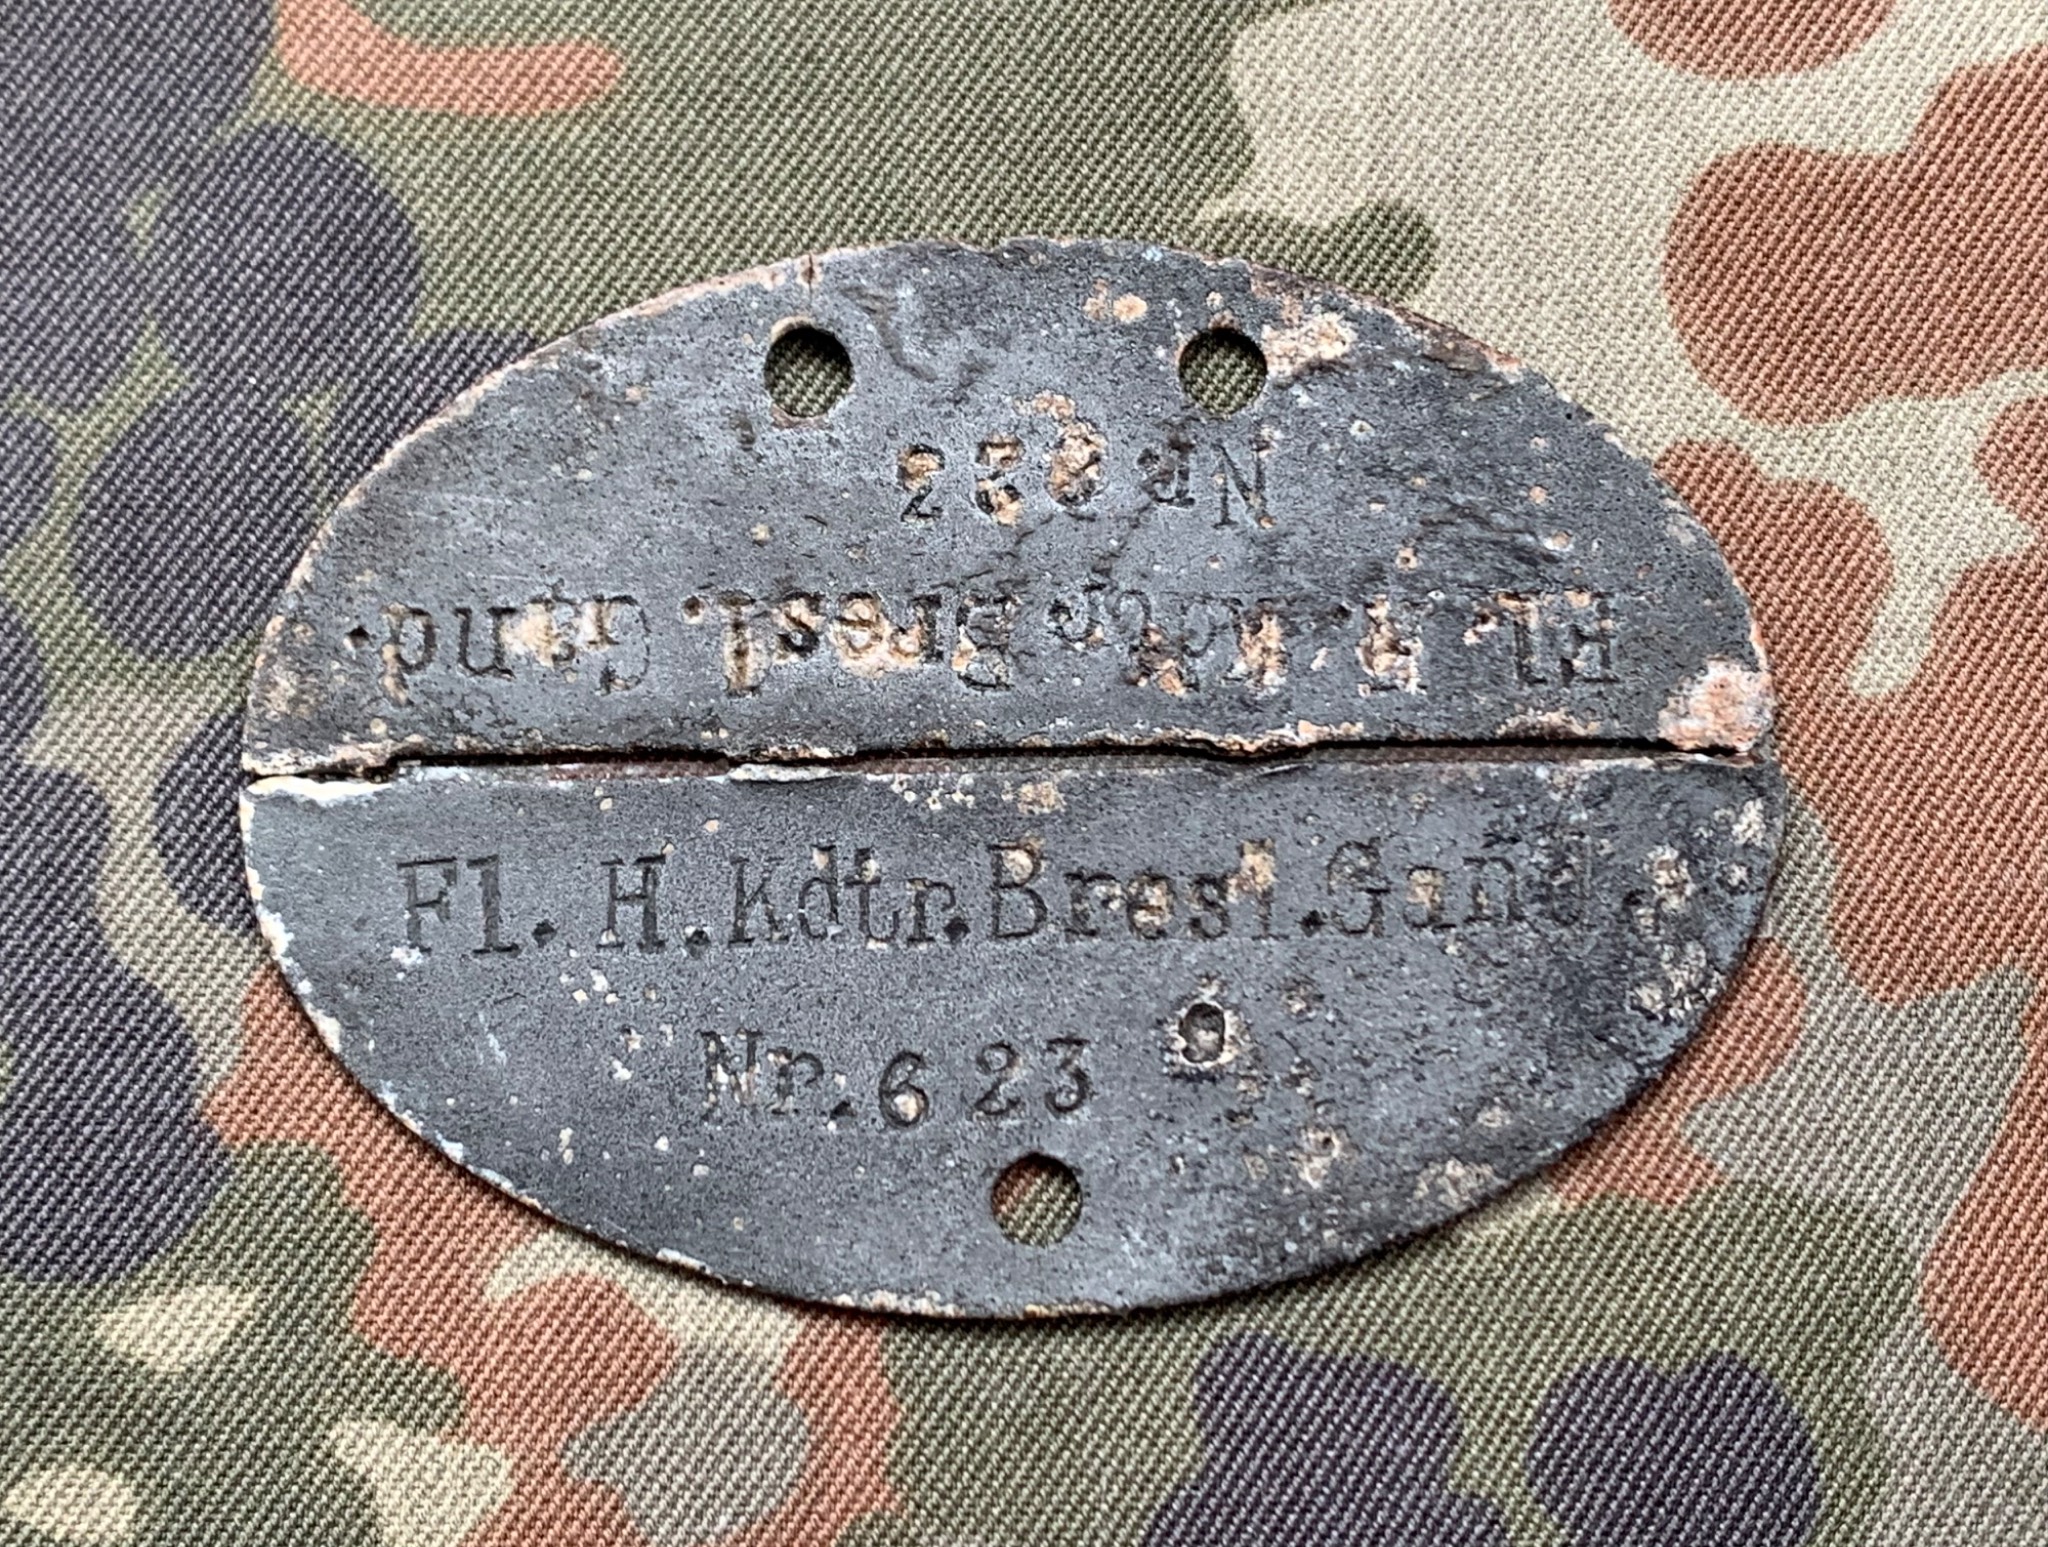 Fl. H. Kdtr. Bresl. Gand.
Nr. 623
Fl. H. Kdtr. Bresl. Gand.
Nr. 623